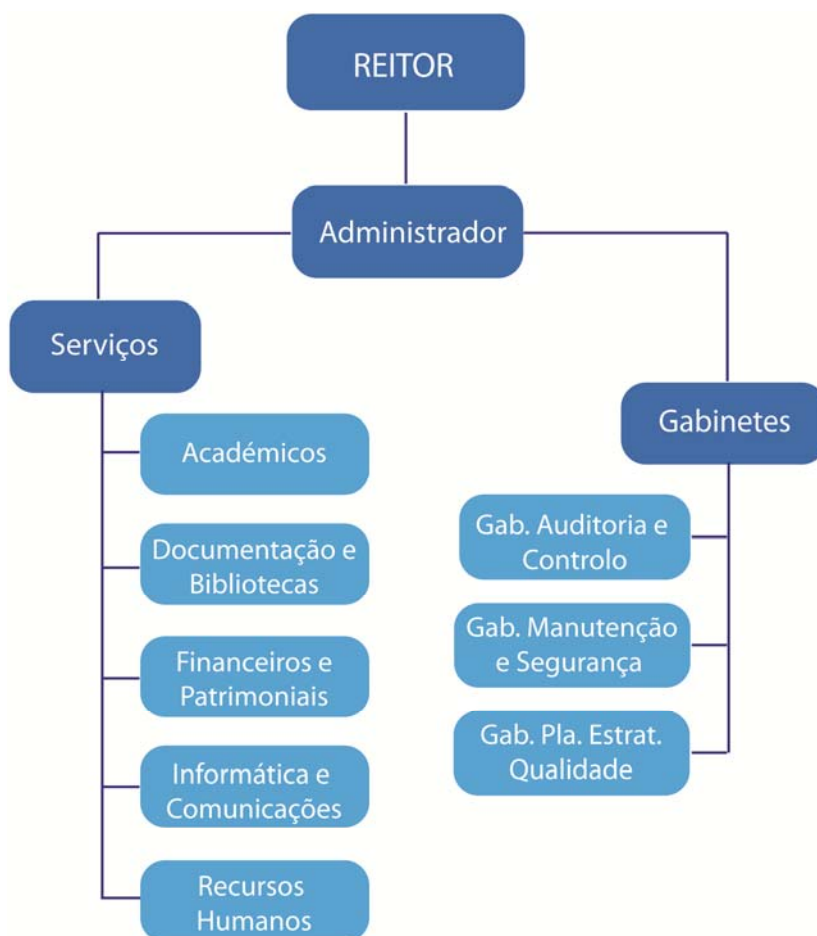 REITOR
Administrador
Serviços
Académicos
Documentação e
Bibliotecas
Financeiros e
Patrimoniais
Informática e
Comunicações
Recursos
Humanos
Gabinetes
Gab. Auditoria e
Controlo
Gab. Manutenção
e Segurança
Gab. Pla. Estrat.
Qualidade